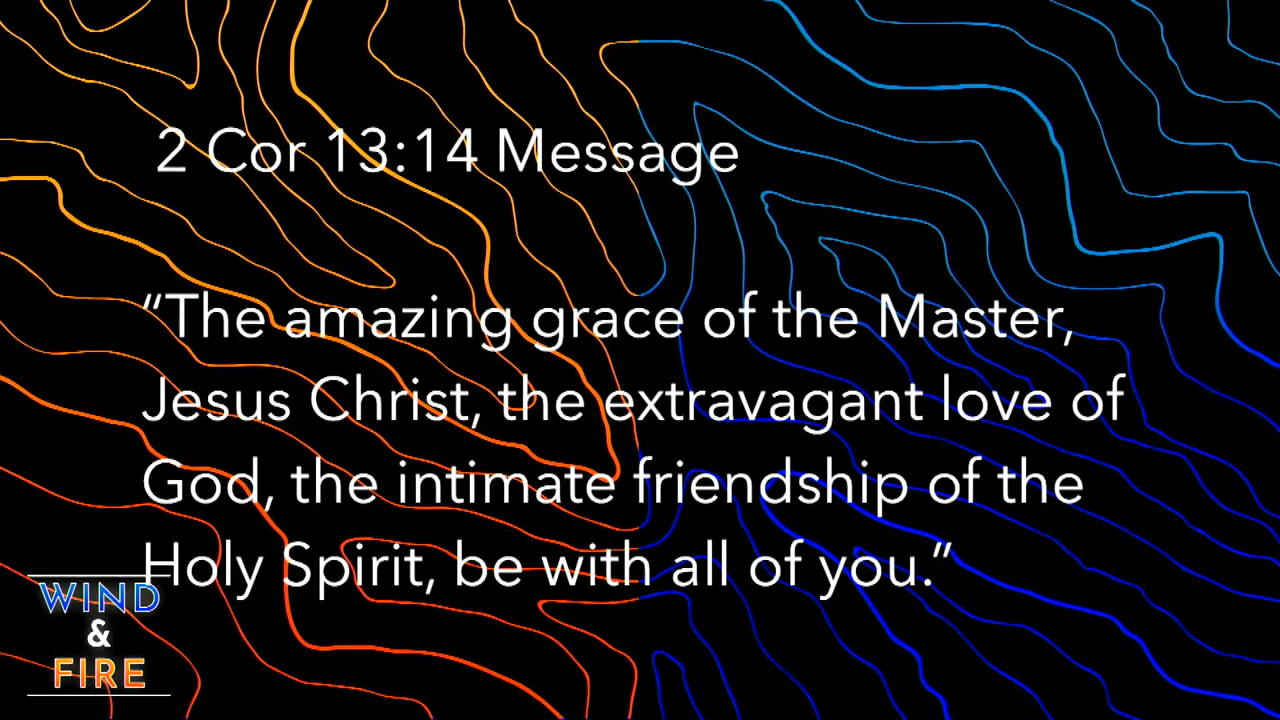 2 Cor 13:14 Message
“The amazing grace of the Master,
Jesus Christ, the extravagant love of
God, the intimate friendship of the
Holy Spirit, be with all of you.”
WIND
&
FIRE